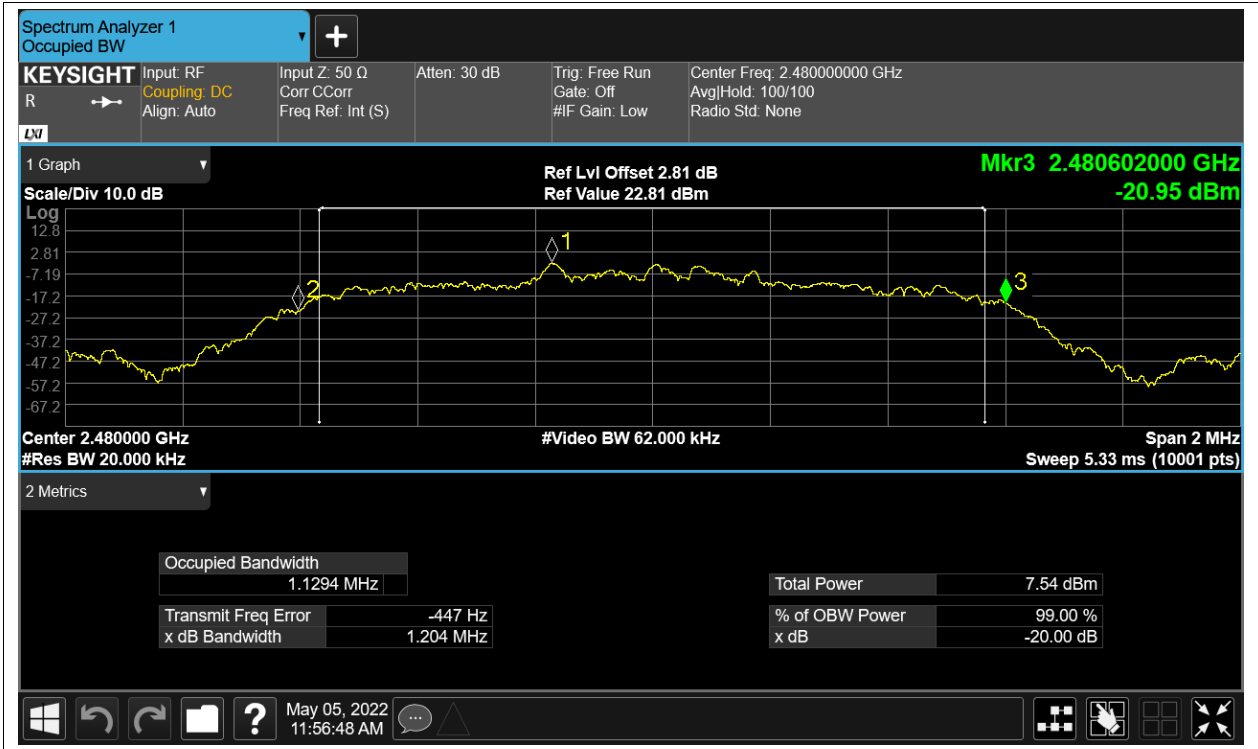 Spectrum Analyzer 1
Occupied BW
KEYSIGHT Input: RF Input Z: 50 Ω Atten: 30 dB Trig: Free Run Center Freq: 2.480000000 GHz
R Coupling: DC Corr CCorr Gate: Off Avg|Hold: 100/100
Align: Auto Freq Ref: Int (S) #IF Gain: Low Radio Std: None
LXI
1 Graph Ref Lvl Offset 2.81 dB Mkr3 2.480602000 GHz
Scale/Div 10.0 dB Ref Value 22.81 dBm -20.95 dBm
Log
12.8
1
2.81
-7.19
2 3
-17.2
-27.2
-37.2
-47.2
-57.2
-67.2
Center 2.480000 GHz #Video BW 62.000 kHz Span 2 MHz
#Res BW 20.000 kHz Sweep 5.33 ms (10001 pts)
2 Metrics
Occupied Bandwidth
1.1294 MHz Total Power 7.54 dBm
Transmit Freq Error -447 Hz % of OBW Power 99.00 %
x dB Bandwidth 1.204 MHz x dB -20.00 dB
? May 05, 2022
11:56:48 AM